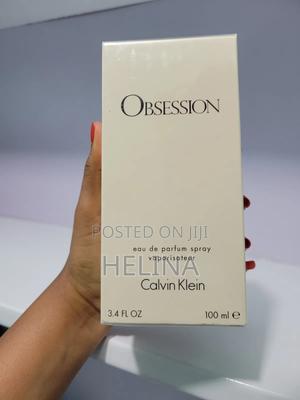 OBSESSION
POSTED ON JIJI
eau de parfum spray
vaporisateur
HELINA
Calvin Klein
3.4 FL OZ 100 ml e